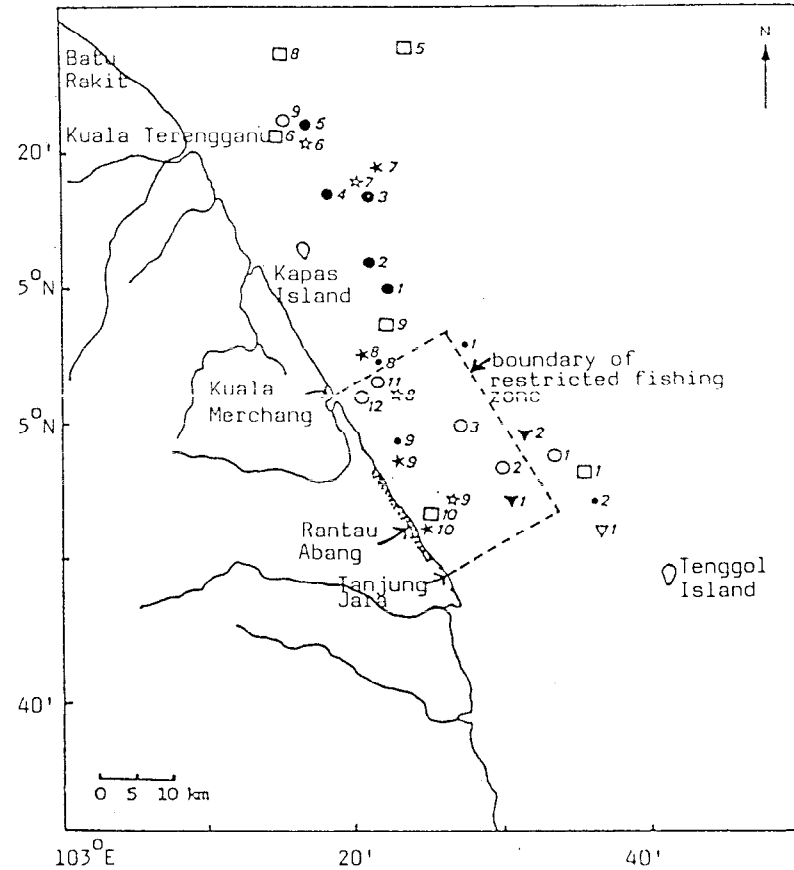 N
Batu
Rakit
8
5
9
5
Kuala Terengganu
6
6
20'
7
7
4
3
2
Kapas
Island
5°N
1
9
8
8
1
boundary of
restricted fishing
zone
11
8
12
Kuala
Merchang
5°N
3
2
1
9
9
2
1
9
1
2
10
10
1
Rantau
Abang
Tanjung
Jara
Tenggol
Island
40'
0 5 10 km
103°E
20'
40'